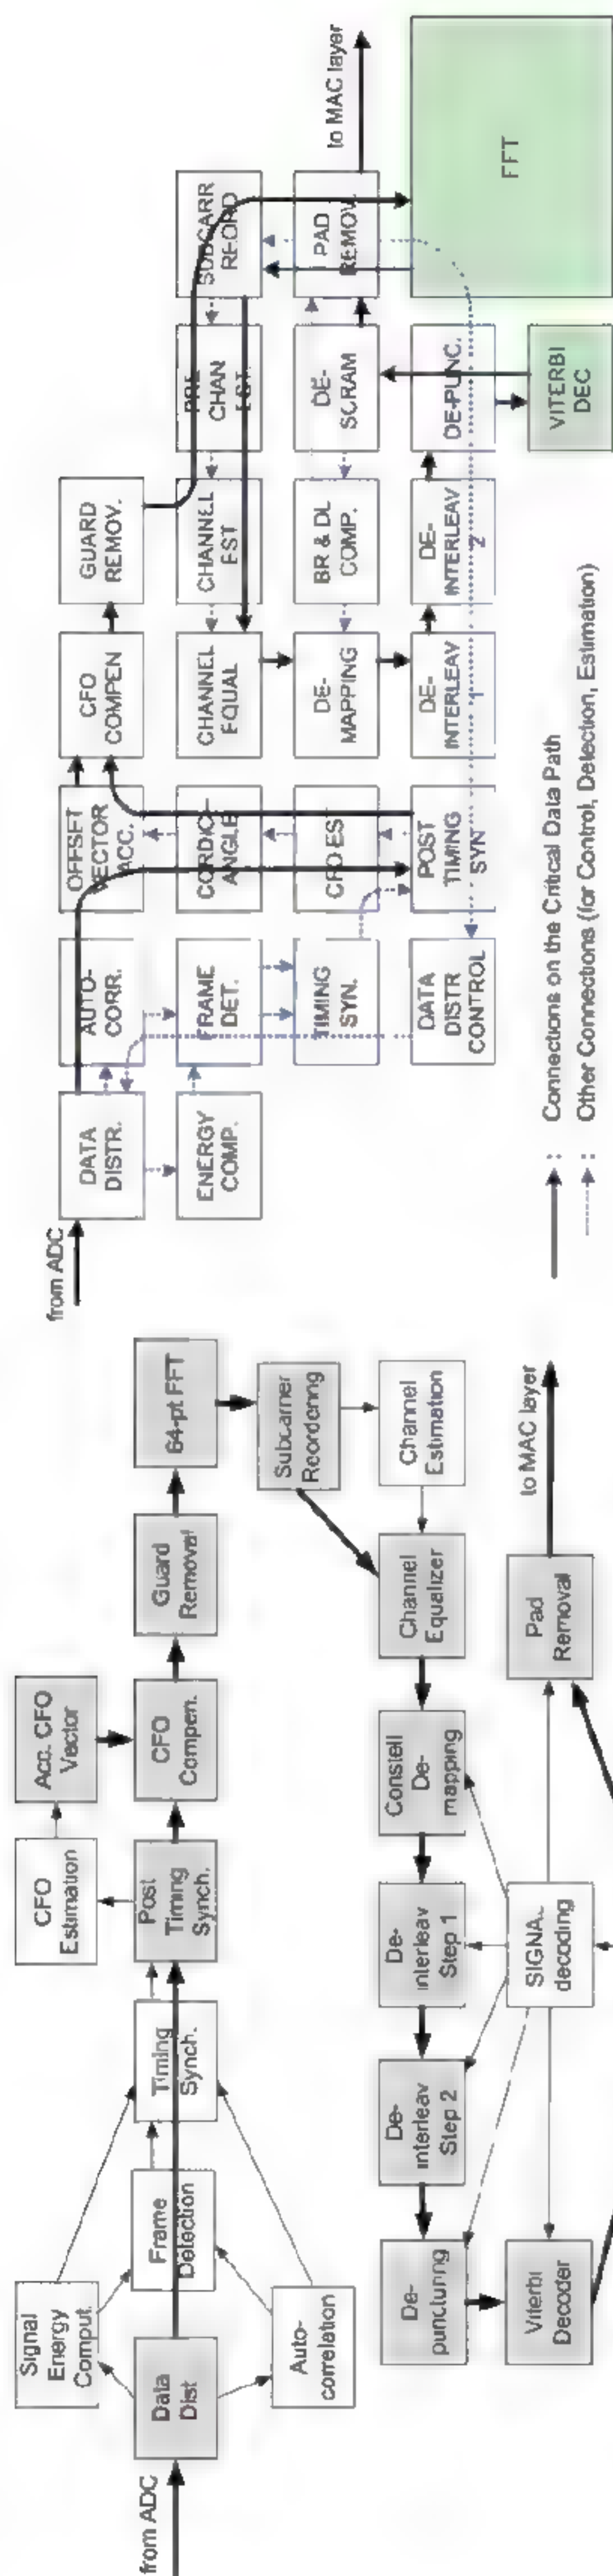 from ADC
Data
Dist
Signal
Energy
Comput.
Auto-
correlation
Frame
Detection
Timing
Synch.
Post
Timing
Synch.
CFO
Estimation
Acc. CFO
Vector
CFO
Compen.
Guard
Removal
64-pt FFT
Subcarrier
Reordering
Channel
Estimation
Channel
Equalizer
Constell
De-
mapping
De-
interleav
Step 1
De-
interleav
Step 2
De-
puncturing
Viterbi
Decoder
SIGNAL
decoding
Pad
Removal
to MAC layer
from ADC
DATA
DISTR.
AUTO-
CORR.
OFFSET
VECTOR
ACC.
CFO
COMPEN
GUARD
REMOV.
ENERGY
COMP.
FRAME
DET.
CORDIC-
ANGLE
CHANNEL
EQUAL
CHANNEL
EST
PRE
CHAN
EST
SUBCARR
REORD
TIMING
SYN.
CFO ES
DE-
MAPPING
BR & DL
COMP.
DE-
SCRAM
PAD
REMOV.
to MAC layer
DATA
DISTR
CONTROL
POST
TIMING
SYN
DE-
INTERLEAV
1
DE-
INTERLEAV
2
DE-PUNC.
VITERBI
DEC
FFT
: Connections on the Critical Data Path
: Other Connections (for Control, Detection, Estimation)